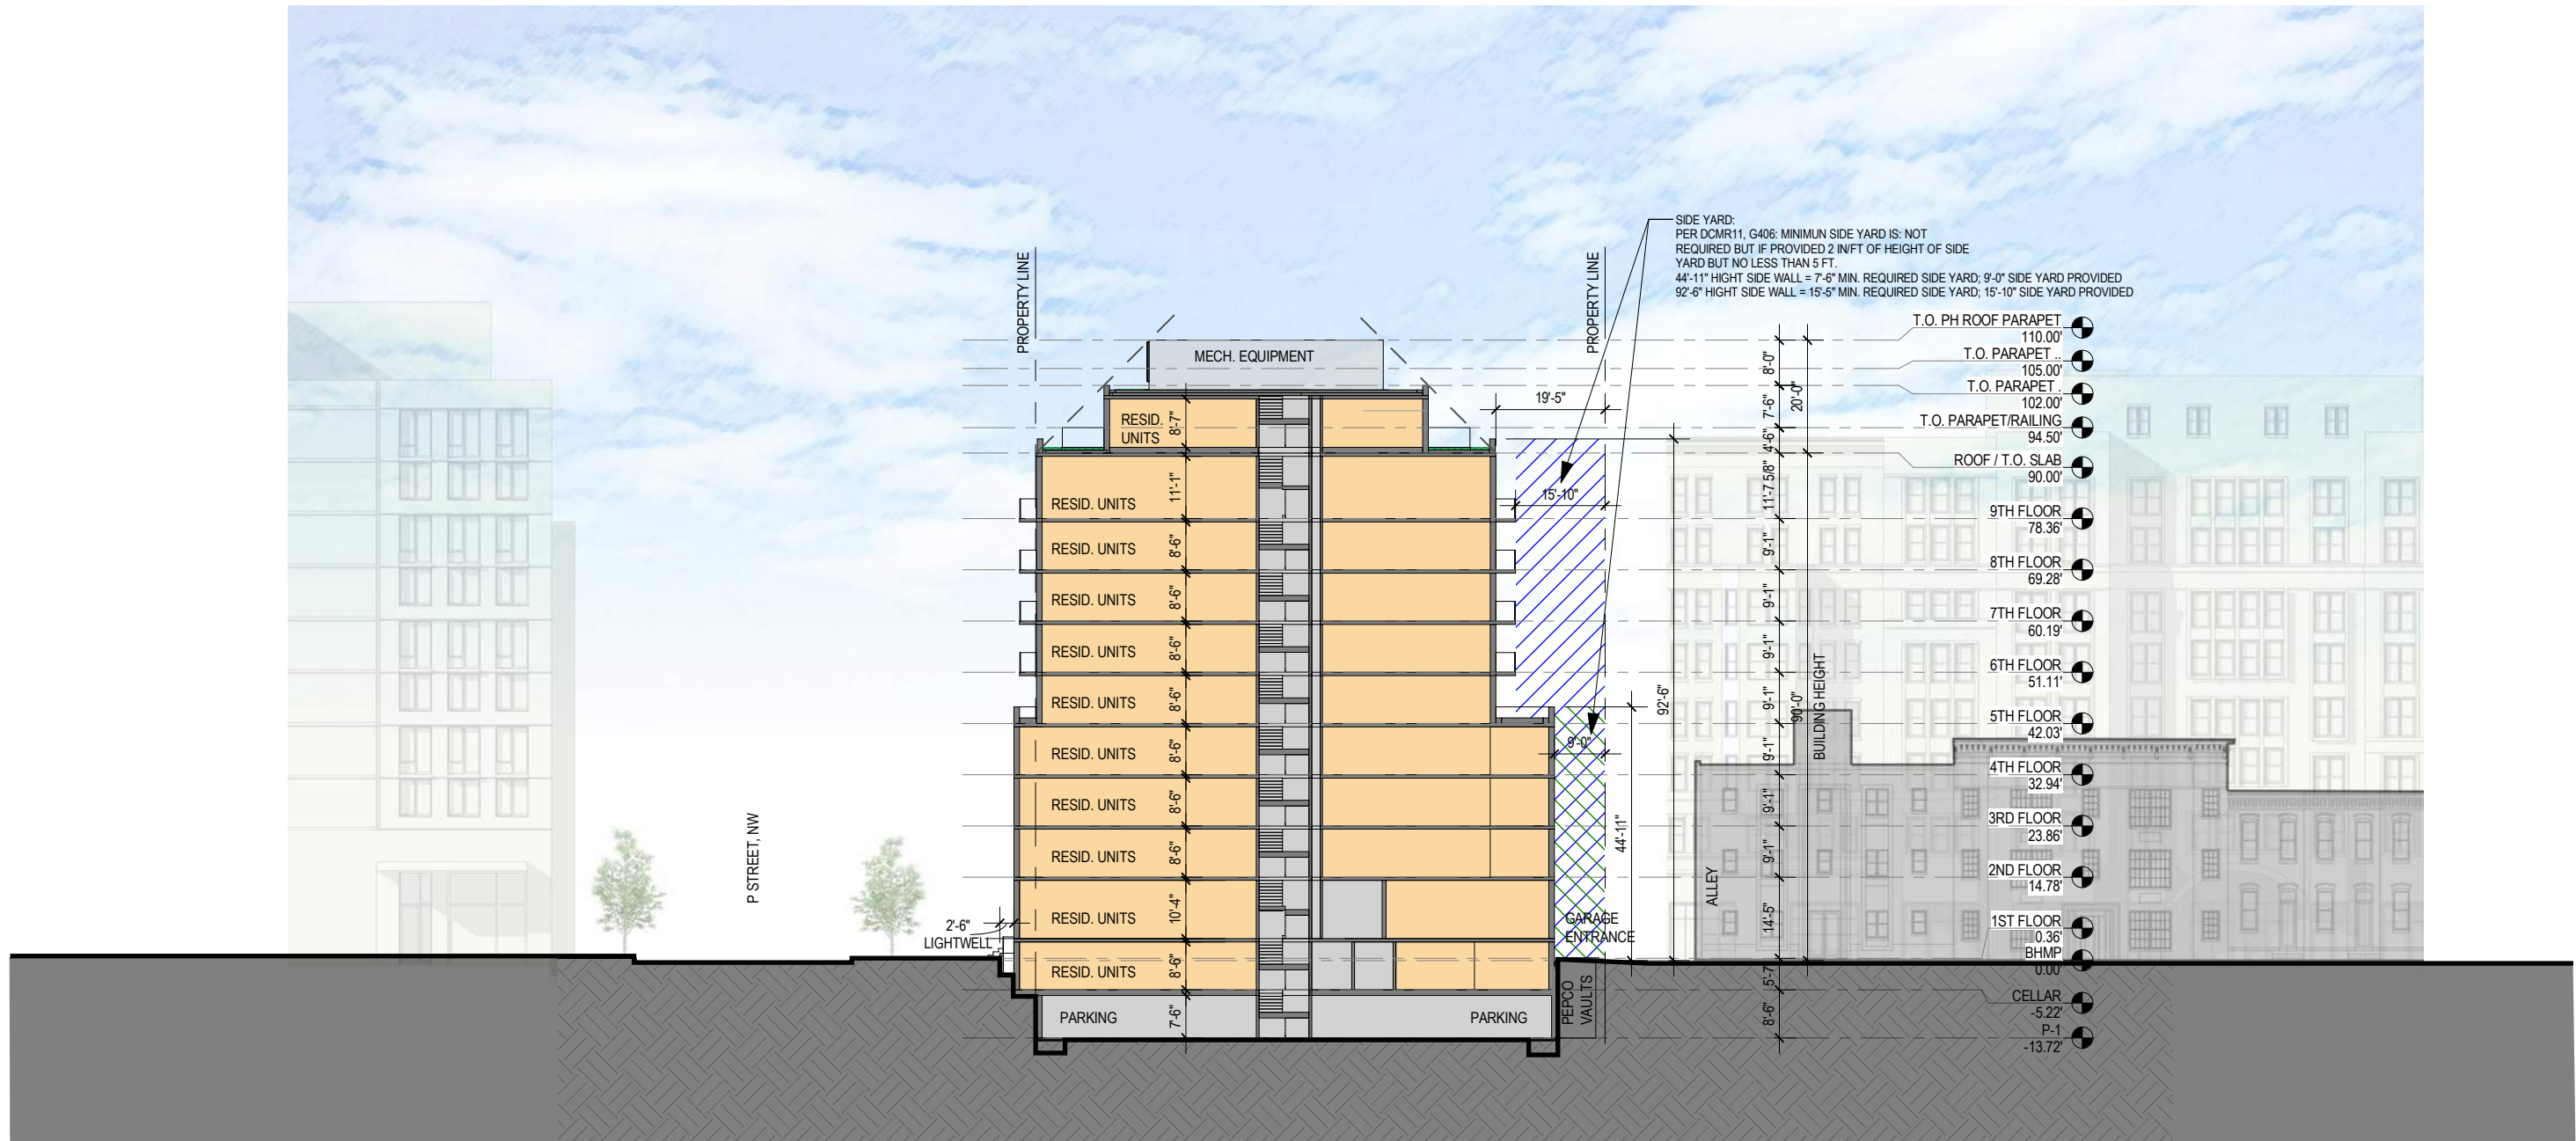 SIDE YARD:
PER DCMR11, G406: MINIMUN SIDE YARD IS: NOT
REQUIRED BUT IF PROVIDED 2 IN/FT OF HEIGHT OF SIDE
YARD BUT NO LESS THAN 5 FT.
44'-11" HIGHT SIDE WALL = 7'-6" MIN. REQUIRED SIDE YARD; 9'-0" SIDE YARD PROVIDED
92'-6" HIGHT SIDE WALL = 15'-5" MIN. REQUIRED SIDE YARD; 15'-10" SIDE YARD PROVIDED
PROPERTY LINE
PROPERTY LINE
MECH. EQUIPMENT
RESID.
UNITS
8'-7"
RESID. UNITS
11'-1"
RESID. UNITS
8'-6"
RESID. UNITS
8'-6"
RESID. UNITS
8'-6"
RESID. UNITS
8'-6"
RESID. UNITS
8'-6"
RESID. UNITS
8'-6"
RESID. UNITS
8'-6"
RESID. UNITS
10'-4"
RESID. UNITS
8'-6"
PARKING
7'-6"
PARKING
P STREET, NW
2'-6"
LIGHTWELL
19'-5"
15'-10"
9'-0"
GARAGE
ENTRANCE
PEPCO
VAULTS
44'-11"
92'-6"
ALLEY
8'-0"
7'-6"
4'-6"
11'-7 5/8"
9'-1"
9'-1"
9'-1"
9'-1"
9'-1"
9'-1"
9'-1"
14'-5"
5'-7"
8'-6"
20'-0"
90'-0"
BUILDING HEIGHT
T.O. PH ROOF PARAPET
110.00'
T.O. PARAPET ..
105.00'
T.O. PARAPET .
102.00'
T.O. PARAPET/RAILING
94.50'
ROOF / T.O. SLAB
90.00'
9TH FLOOR
78.36'
8TH FLOOR
69.28'
7TH FLOOR
60.19'
6TH FLOOR
51.11'
5TH FLOOR
42.03'
4TH FLOOR
32.94'
3RD FLOOR
23.86'
2ND FLOOR
14.78'
1ST FLOOR
0.36'
BHMP
0.00'
CELLAR
-5.22'
P-1
-13.72'